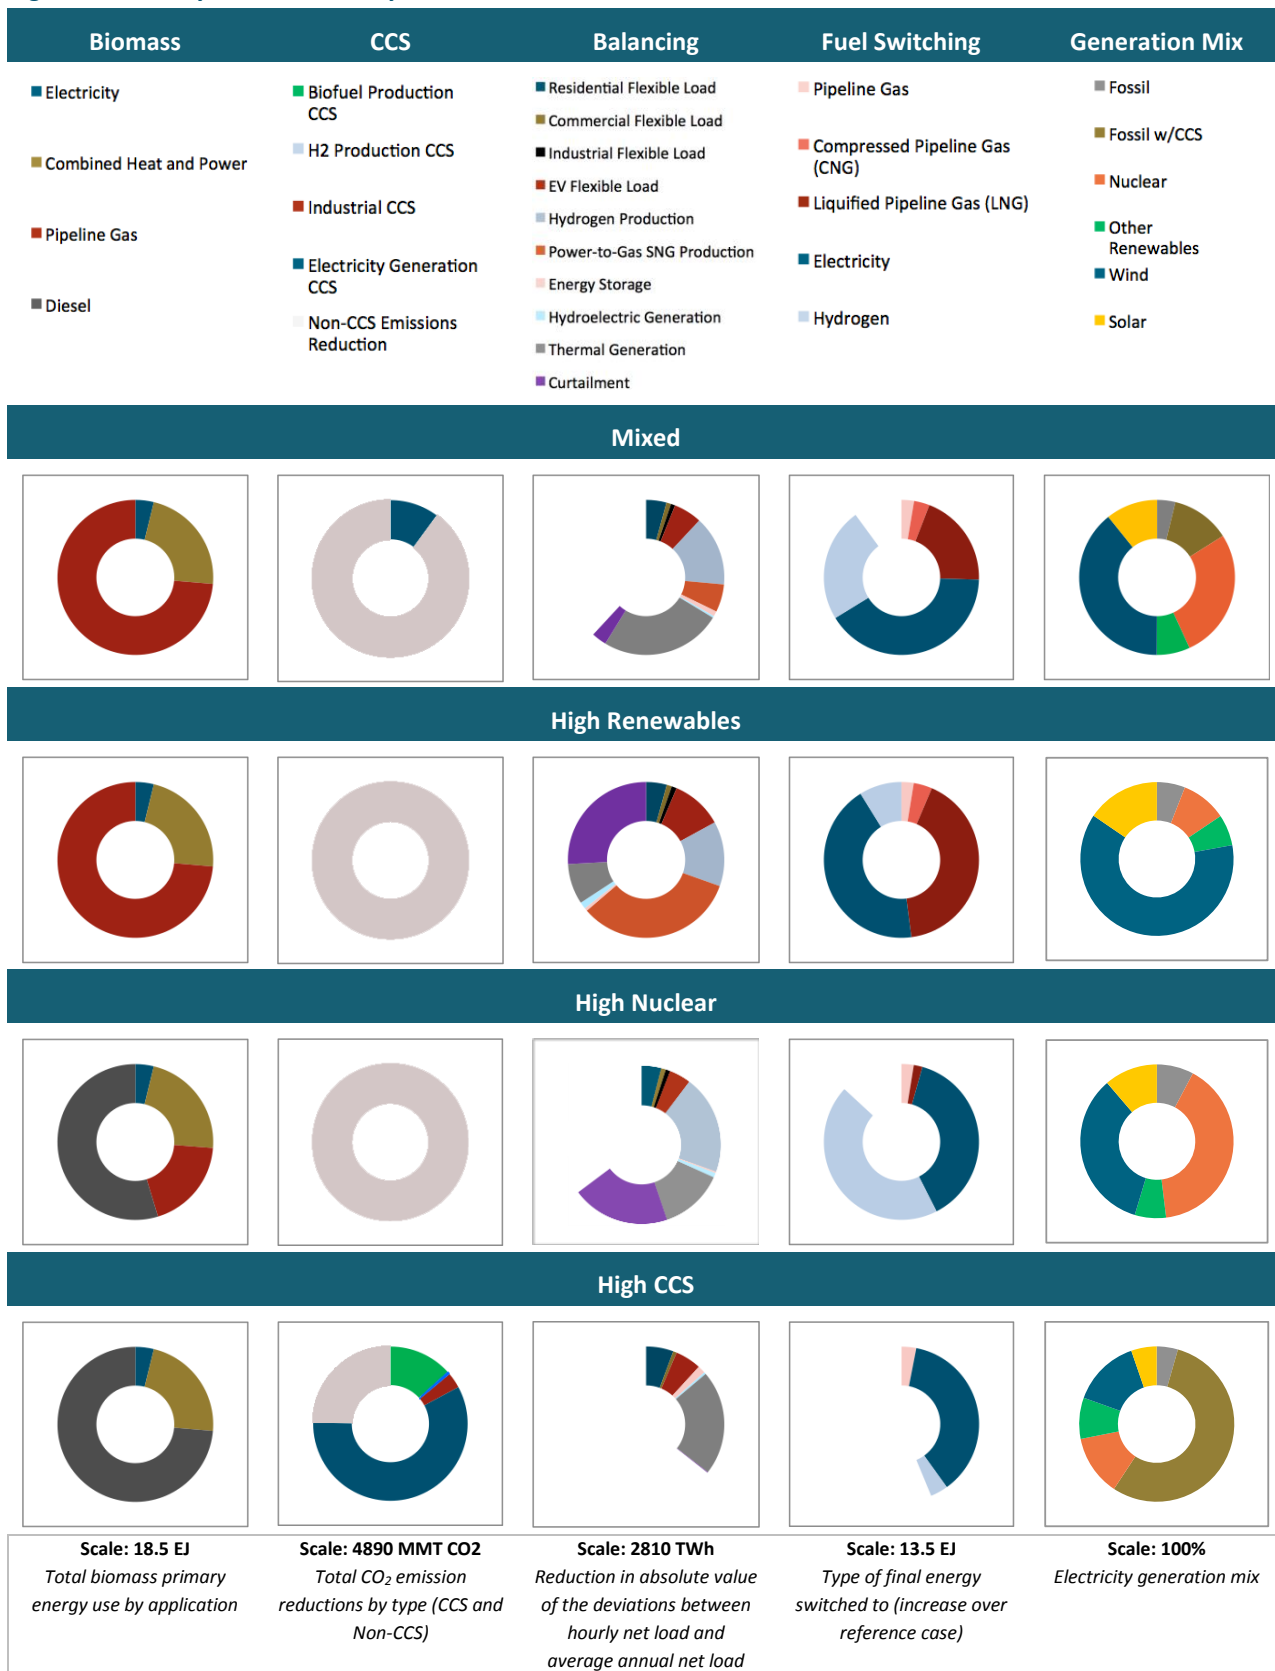 Biomass
CCS
Balancing
Fuel Switching
Generation Mix
Electricity
Combined Heat and Power
Pipeline Gas
Diesel
Biofuel Production
CCS
H2 Production CCS
Industrial CCS
Electricity Generation
CCS
Non-CCS Emissions
Reduction
Residential Flexible Load
Commercial Flexible Load
Industrial Flexible Load
EV Flexible Load
Hydrogen Production
Power-to-Gas SNG Production
Energy Storage
Hydroelectric Generation
Thermal Generation
Curtailment
Pipeline Gas
Compressed Pipeline Gas
(CNG)
Liquified Pipeline Gas (LNG)
Electricity
Hydrogen
Fossil
Fossil w/CCS
Nuclear
Other
Renewables
Wind
Solar
Mixed
High Renewables
High Nuclear
High CCS
Scale: 18.5 EJ
Total biomass primary
energy use by application
Scale: 4890 MMT CO2
Total CO₂ emission
reductions by type (CCS and
Non-CCS)
Scale: 2810 TWh
Reduction in absolute value
of the deviations between
hourly net load and
average annual net load
Scale: 13.5 EJ
Type of final energy
switched to (increase over
reference case)
Scale: 100%
Electricity generation mix